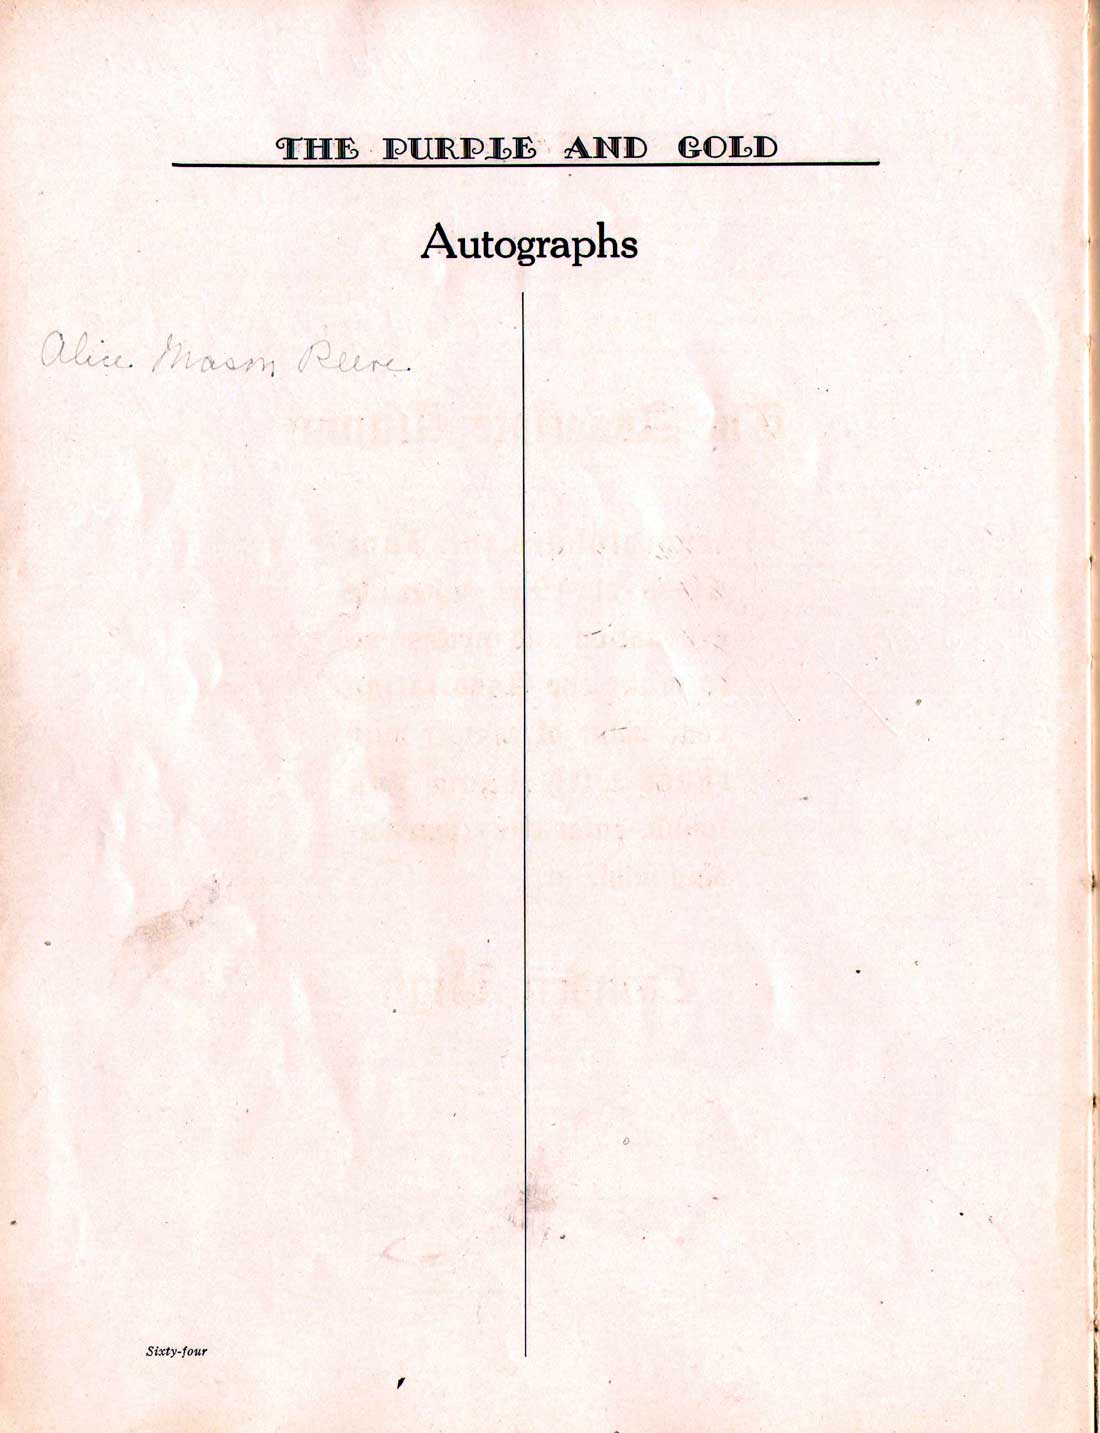 THE PURPLE AND GOLD
Autographs
Alice Mason Reeve
Sixty-four